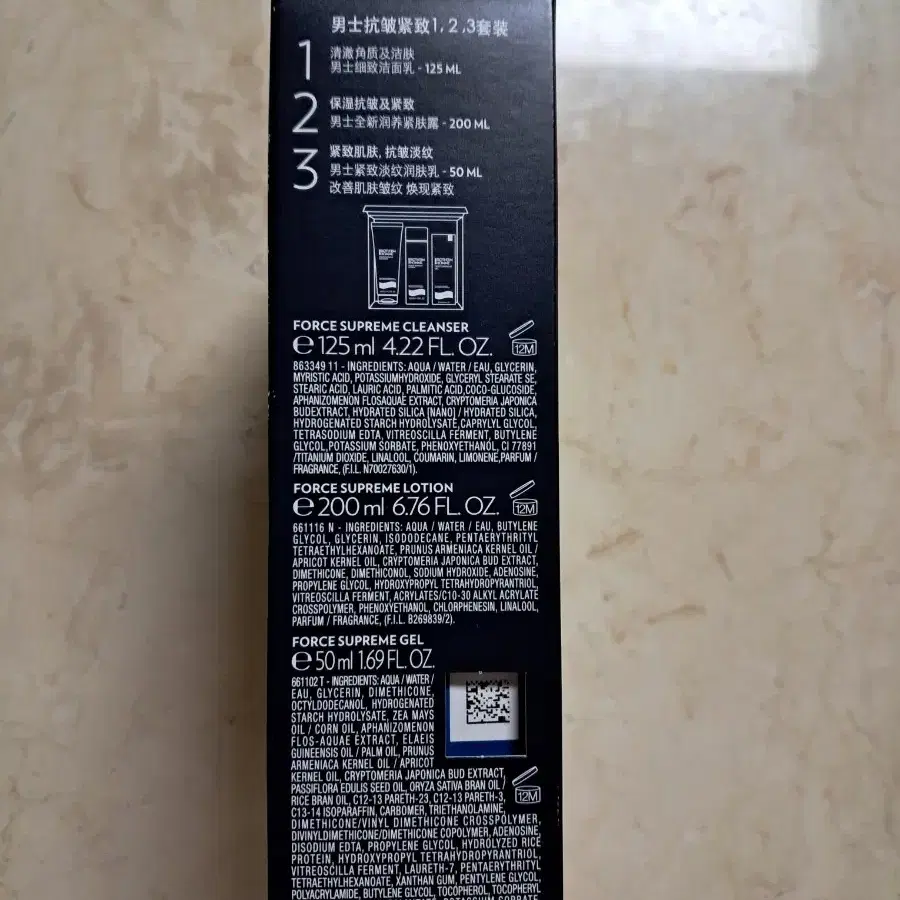 男士抗皱紧致1,2,3套装
1
清澈角质及洁肤
男士细致洁面乳 - 125 ML
2
保湿抗皱及紧致
男士全新润养紧肤露 - 200 ML
3
紧致肌肤, 抗皱淡纹
男士紧致淡纹润肤乳 - 50 ML
改善肌肤皱纹 焕现紧致
BIOTHERM
HOMME
BIOTHERM
HOMME
BIOTHERM
HOMME
FORCE SUPREME CLEANSER
℮ 125 ml 4.22 FL. OZ.
12M
863349 11 - INGREDIENTS: AQUA / WATER / EAU, GLYCERIN,
MYRISTIC ACID, POTASSIUMHYDROXIDE, GLYCERYL STEARATE SE,
STEARIC ACID, LAURIC ACID, PALMITIC ACID,COCO-GLUCOSIDE,
APHANIZOMENON FLOSAQUAE EXTRACT, CRYPTOMERIA JAPONICA
BUDEXTRACT, HYDRATED SILICA [NANO] / HYDRATED SILICA,
HYDROGENATED STARCH HYDROLYSATE,CAPRYLYL GLYCOL,
TETRASODIUM EDTA, VITREOSCILLA FERMENT, BUTYLENE
GLYCOL,POTASSIUM SORBATE, PHENOXYETHANOL, CI 77891
/TITANIUM DIOXIDE, LINALOOL, COUMARIN, LIMONENE,PARFUM /
FRAGRANCE, (F.I.L. N70027630/1).
FORCE SUPREME LOTION
℮ 200 ml 6.76 FL. OZ.
12M
661116 N - INGREDIENTS: AQUA / WATER / EAU, BUTYLENE
GLYCOL, GLYCERIN, ISODODECANE, PENTAERYTHRITYL
TETRAETHYLHEXANOATE, PRUNUS ARMENIACA KERNEL OIL /
APRICOT KERNEL OIL, CRYPTOMERIA JAPONICA BUD EXTRACT,
DIMETHICONE, DIMETHICONOL, SODIUM HYDROXIDE, ADENOSINE,
PROPYLENE GLYCOL, HYDROXYPROPYL TETRAHYDROPYRANTRIOL,
VITREOSCILLA FERMENT, ACRYLATES/C10-30 ALKYL ACRYLATE
CROSSPOLYMER, PHENOXYETHANOL, CHLORPHENESIN, LINALOOL,
PARFUM / FRAGRANCE, (F.I.L. B269839/2).
FORCE SUPREME GEL
℮ 50 ml 1.69 FL. OZ.
661102 T - INGREDIENTS: AQUA / WATER /
EAU, GLYCERIN, DIMETHICONE,
OCTYLDODECANOL, HYDROGENATED
STARCH HYDROLYSATE, ZEA MAYS
OIL / CORN OIL, APHANIZOMENON
FLOS-AQUAE EXTRACT, ELAEIS
GUINEENSIS OIL / PALM OIL, PRUNUS
ARMENIACA KERNEL OIL / APRICOT
KERNEL OIL, CRYPTOMERIA JAPONICA BUD EXTRACT,
PASSIFLORA EDULIS SEED OIL, ORYZA SATIVA BRAN OIL /
RICE BRAN OIL, C12-13 PARETH-23, C12-13 PARETH-3,
C13-14 ISOPARAFFIN, CARBOMER, TRIETHANOLAMINE,
12M
DIMETHICONE/VINYL DIMETHICONE CROSSPOLYMER,
DIVINYLDIMETHICONE/DIMETHICONE COPOLYMER, ADENOSINE,
DISODIUM EDTA, PROPYLENE GLYCOL, HYDROLYZED RICE
PROTEIN, HYDROXYPROPYL TETRAHYDROPYRANTRIOL,
VITREOSCILLA FERMENT, LAURETH-7, PENTAERYTHRITYL
TETRAETHYLHEXANOATE, XANTHAN GUM, PENTYLENE GLYCOL,
POLYACRYLAMIDE, BUTYLENE GLYCOL, TOCOPHEROL, TOCOPHERYL
POTASSIUM SORBATE